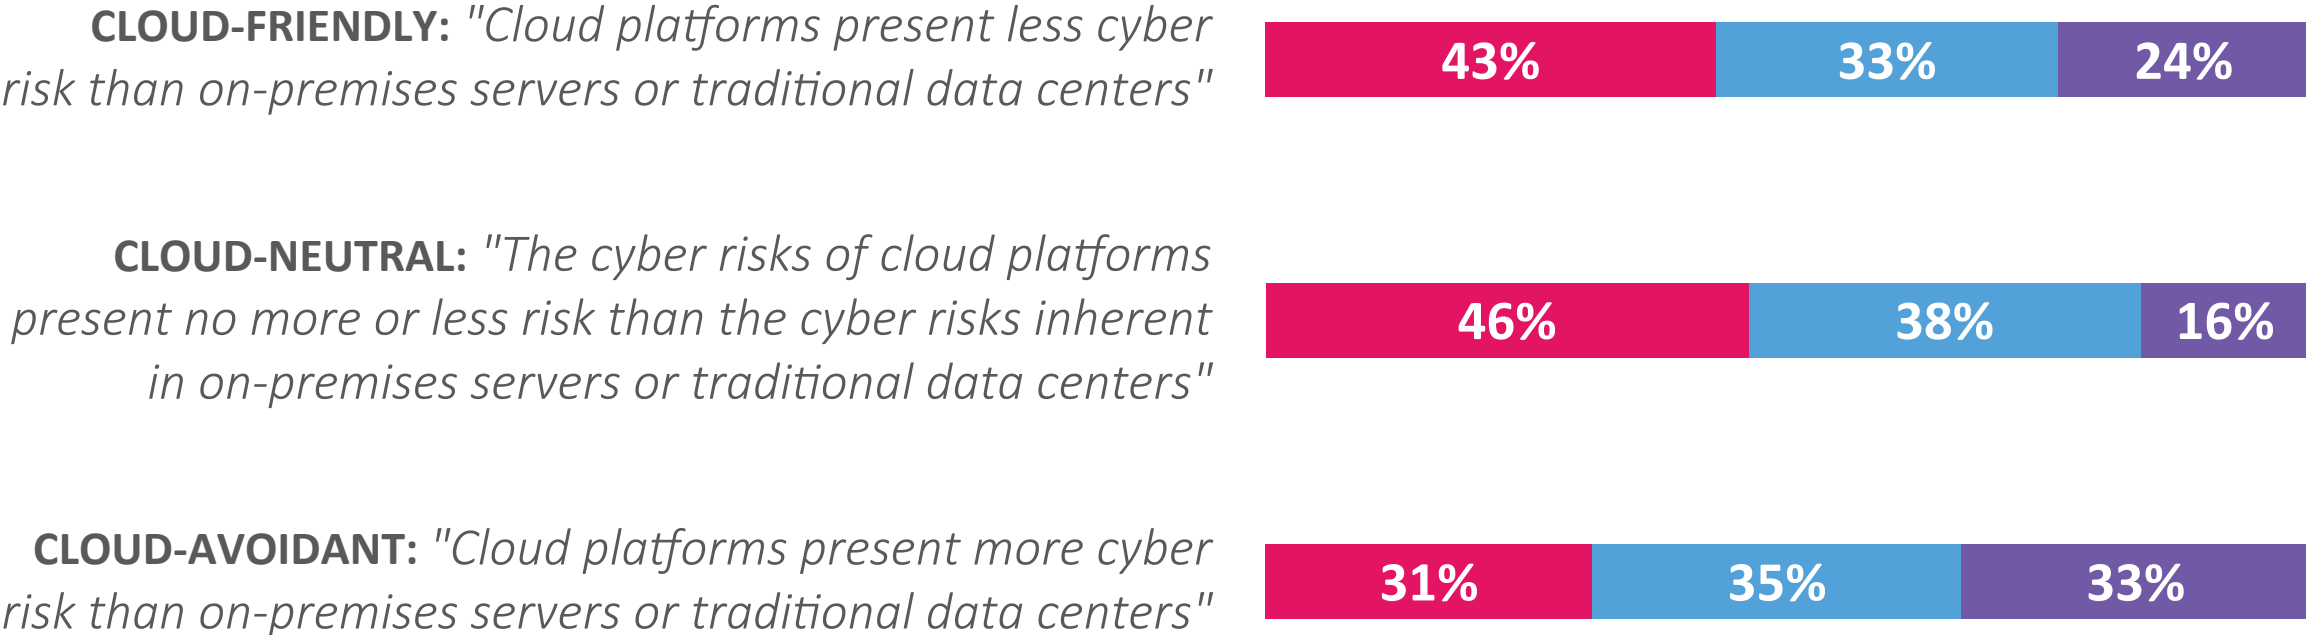 CLOUD-FRIENDLY: "Cloud platforms present less cyber
risk than on-premises servers or traditional data centers"
43% 33% 24%
CLOUD-NEUTRAL: "The cyber risks of cloud platforms
present no more or less risk than the cyber risks inherent
in on-premises servers or traditional data centers"
46% 38% 16%
CLOUD-AVOIDANT: "Cloud platforms present more cyber
risk than on-premises servers or traditional data centers"
31% 35% 33%